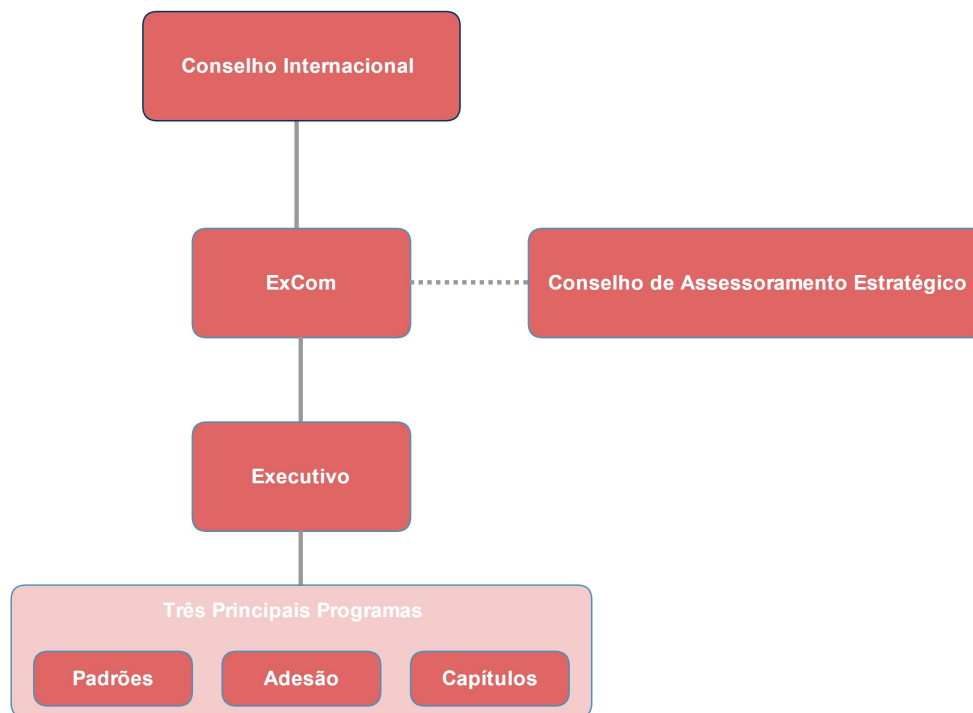 Conselho Internacional
ExCom
Conselho de Assessoramento Estratégico
Executivo
Três Principais Programas
Padrões
Adesão
Capítulos